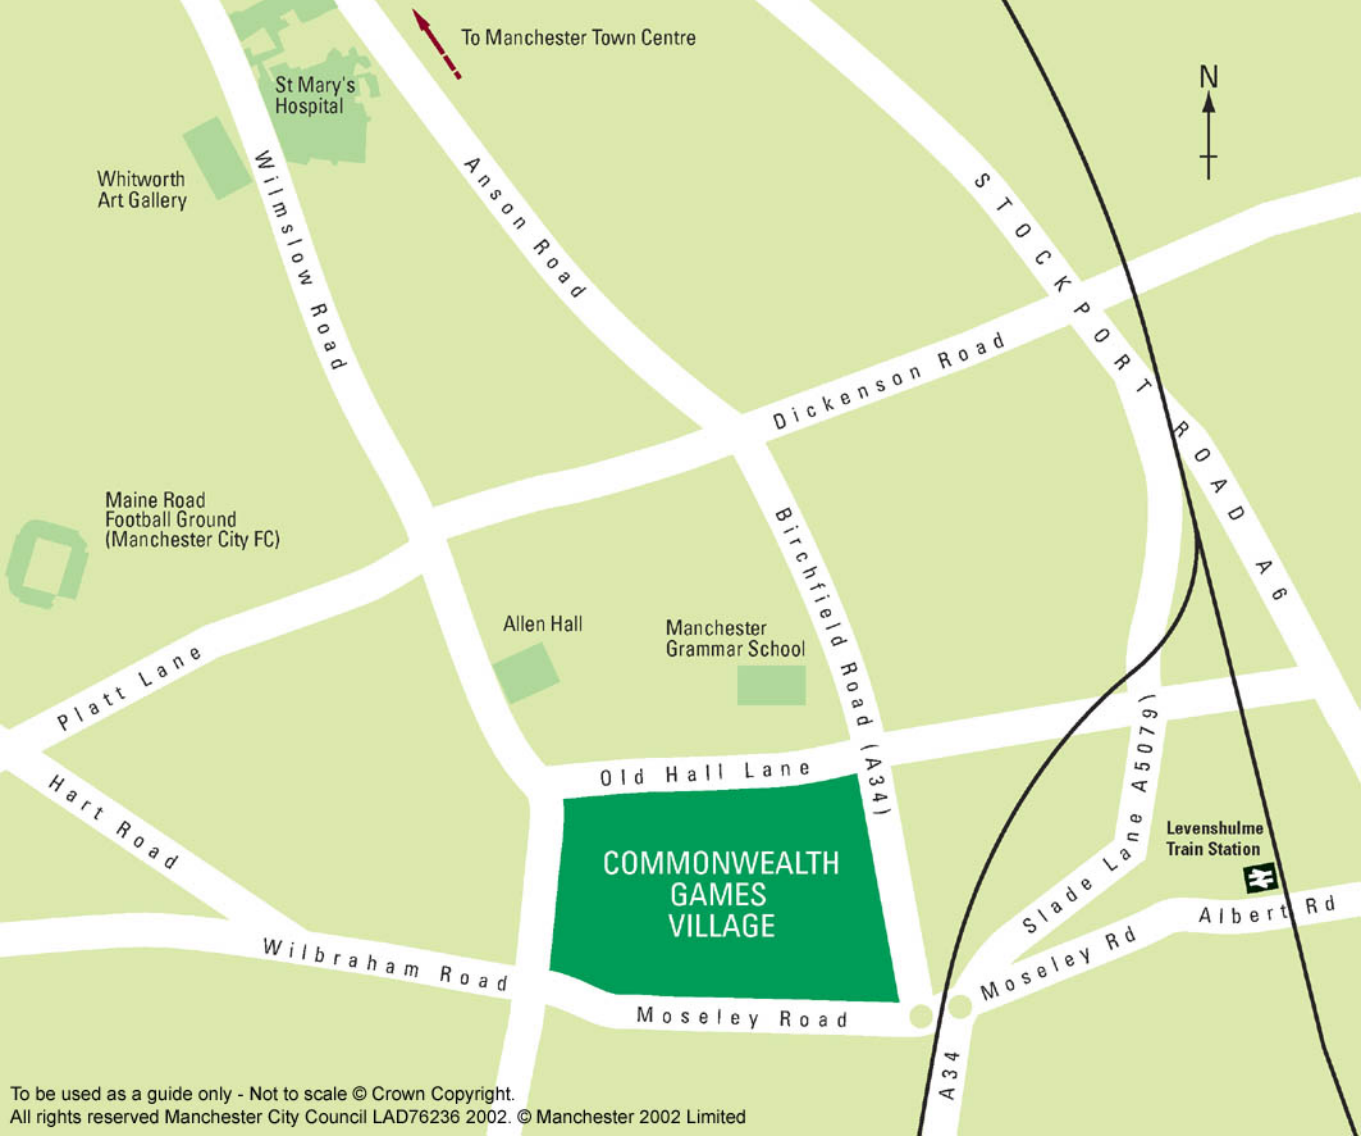 To Manchester Town Centre
N
St Mary's
Hospital
Whitworth
Art Gallery
Wilmslow Road
Anson Road
STOCKPORT ROAD A6
Dickenson Road
Maine Road
Football Ground
(Manchester City FC)
Birchfield Road (A34)
Allen Hall
Manchester
Grammar School
Platt Lane
Hart Road
Old Hall Lane
Slade Lane A5079)
Levenshulme
Train Station
COMMONWEALTH
GAMES
VILLAGE
Albert Rd
Moseley Rd
Wilbraham Road
Moseley Road
A34
To be used as a guide only - Not to scale © Crown Copyright.
All rights reserved Manchester City Council LAD76236 2002. © Manchester 2002 Limited